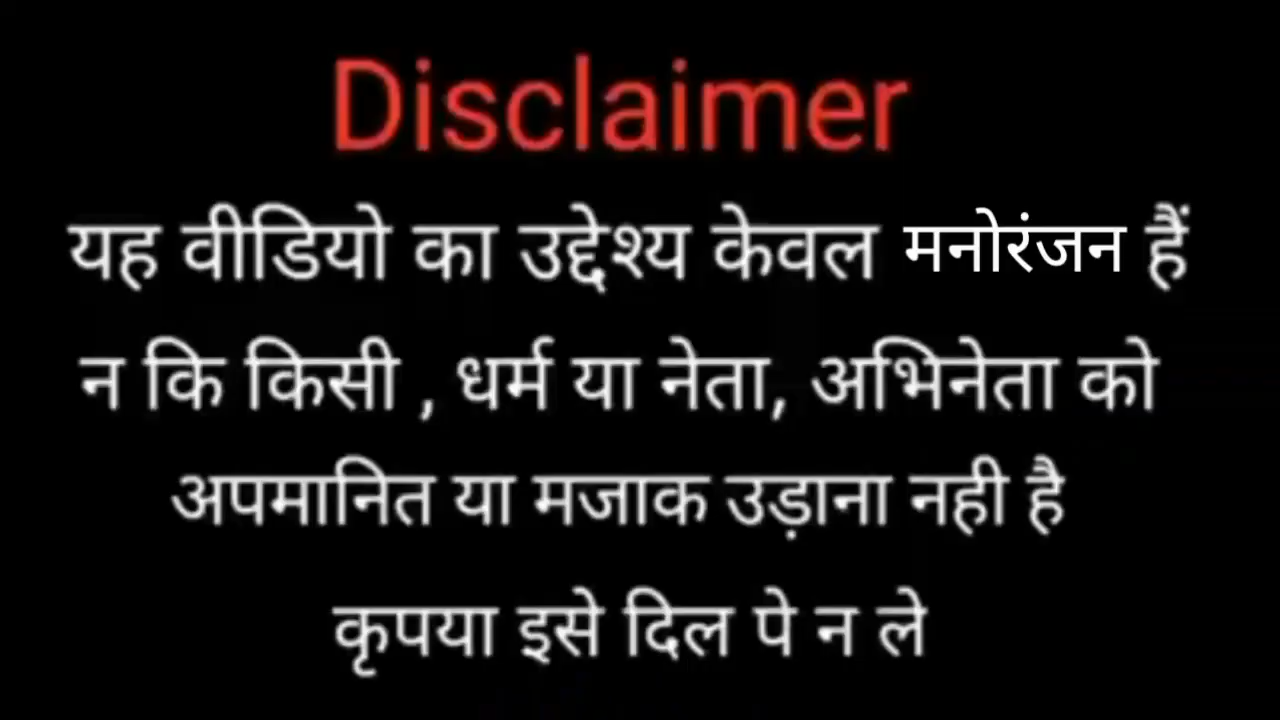 Disclaimer
यह वीडियो का उद्देश्य केवल मनोरंजन हैं
न कि किसी , धर्म या नेता, अभिनेता को
अपमानित या मजाक उड़ाना नही है
कृपया इसे दिल पे न ले